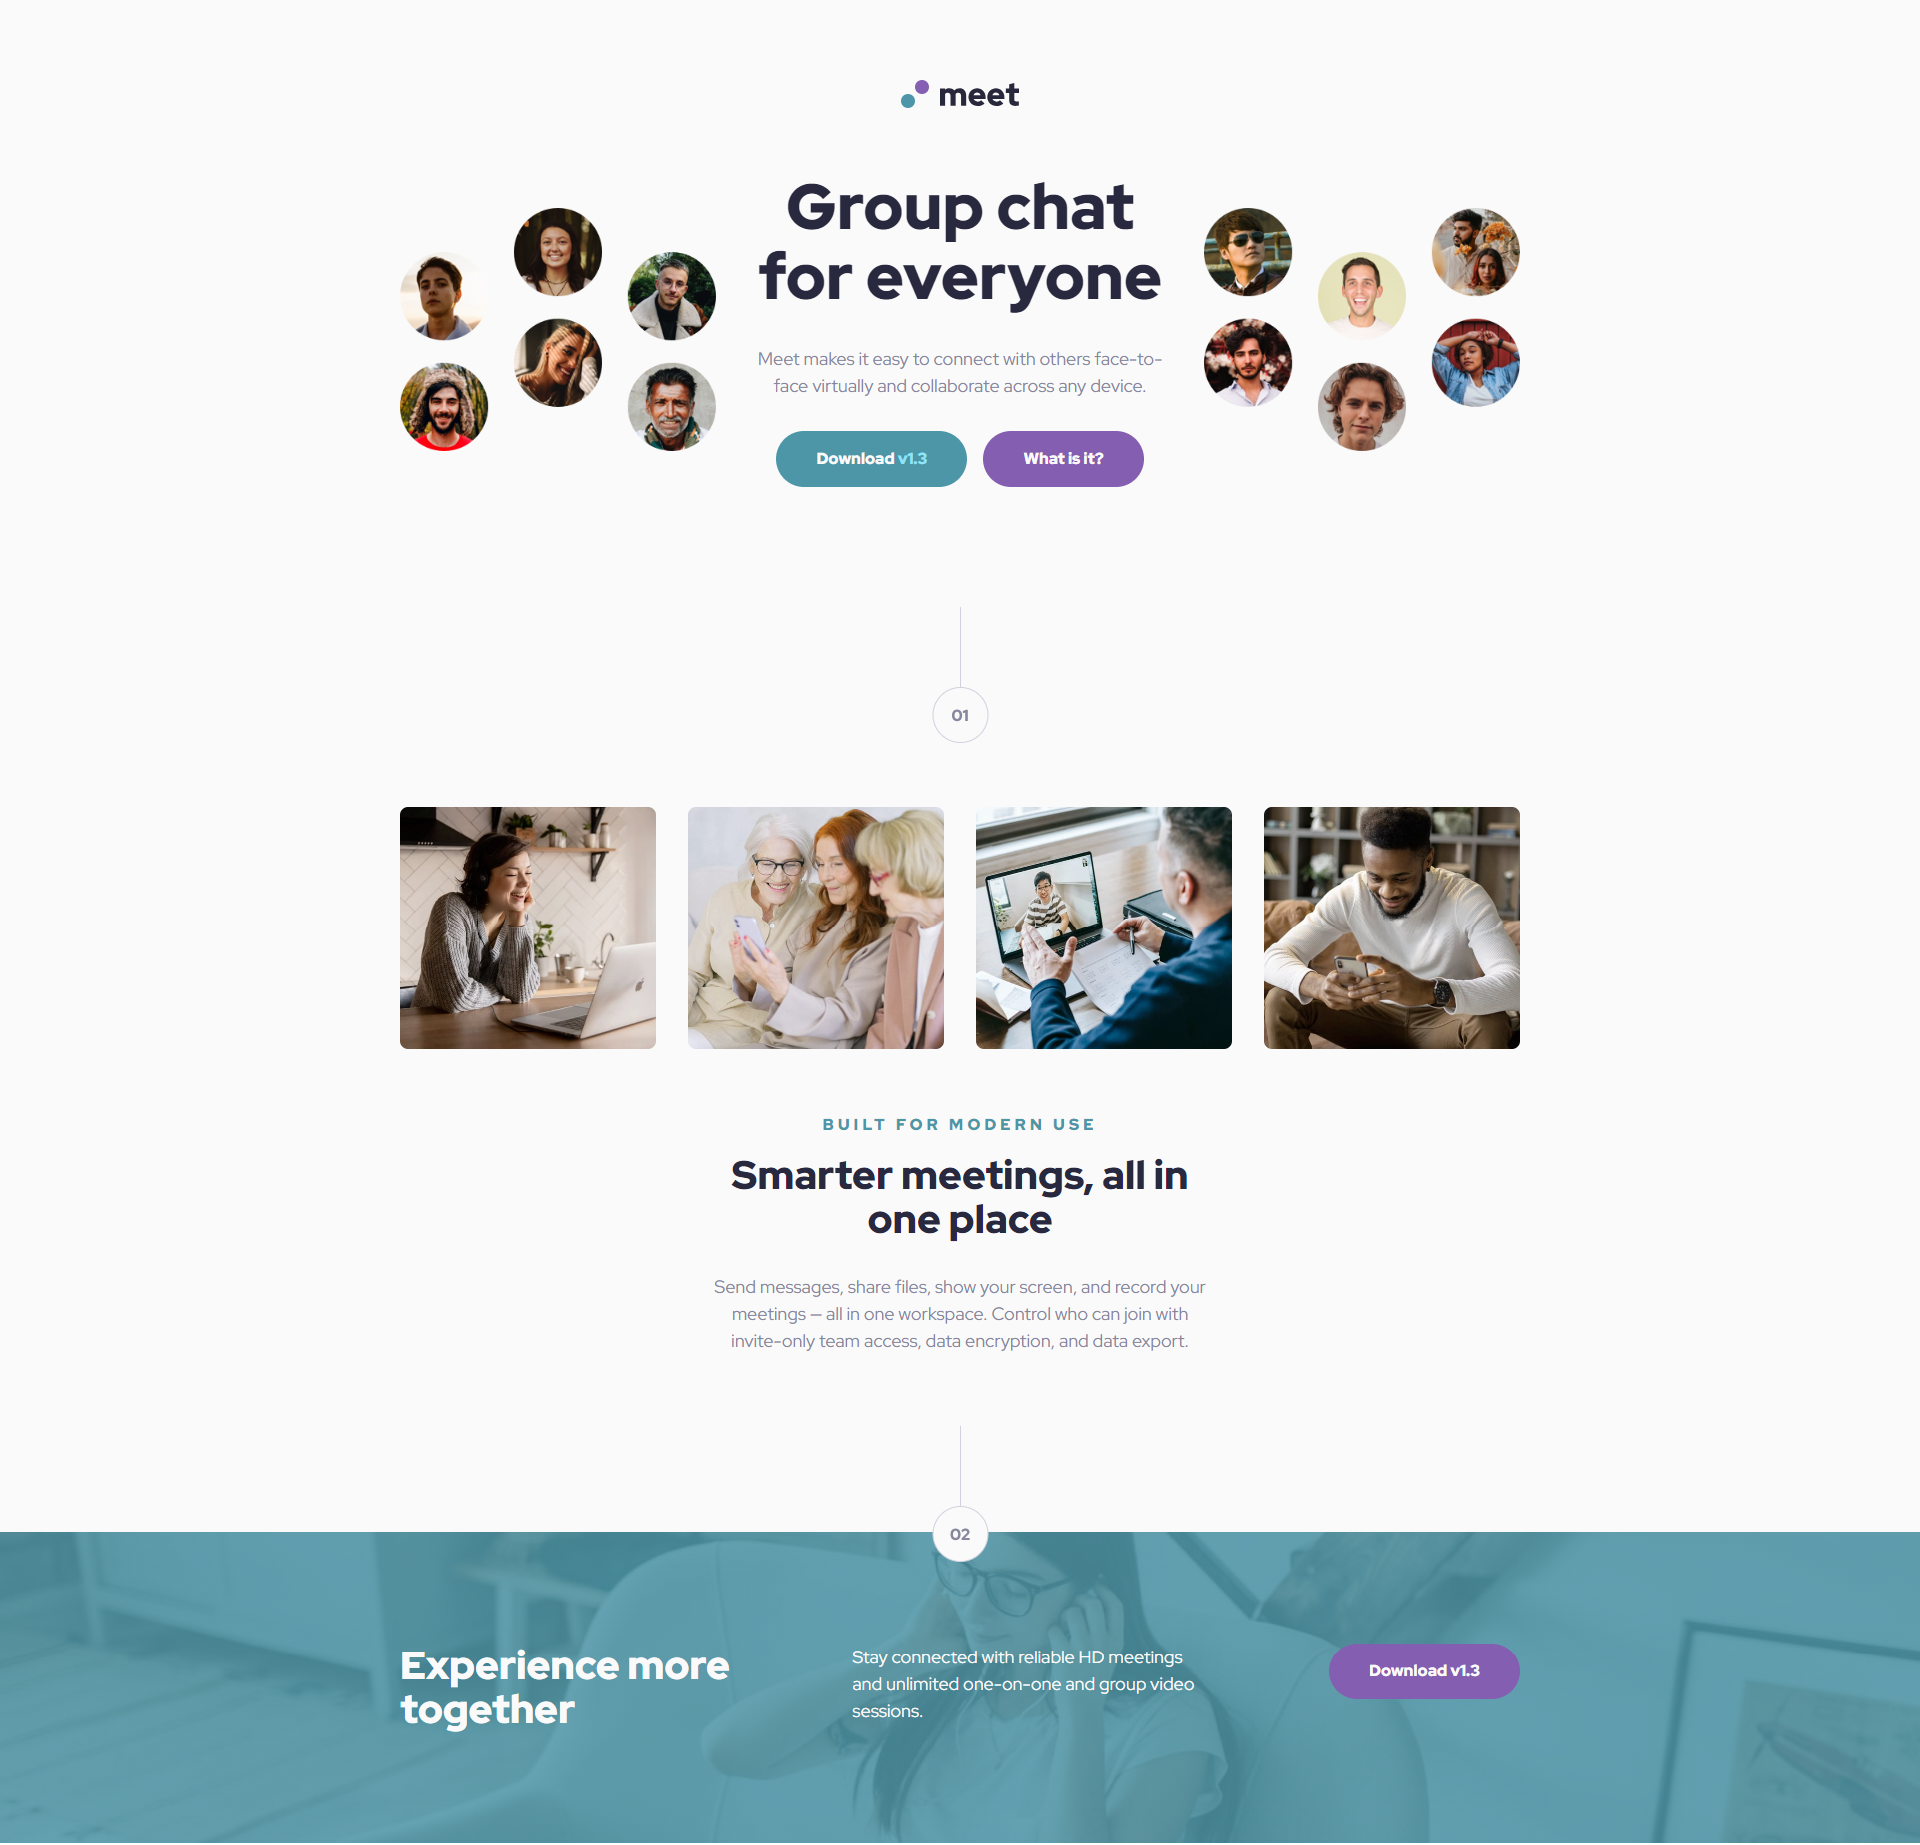 meet
Group chat
for everyone
Meet makes it easy to connect with others face-to-
face virtually and collaborate across any device.
Download v1.3
What is it?
01
BUILT FOR MODERN USE
Smarter meetings, all in
one place
Send messages, share files, show your screen, and record your
meetings — all in one workspace. Control who can join with
invite-only team access, data encryption, and data export.
02
Experience more
together
Stay connected with reliable HD meetings
and unlimited one-on-one and group video
sessions.
Download v1.3